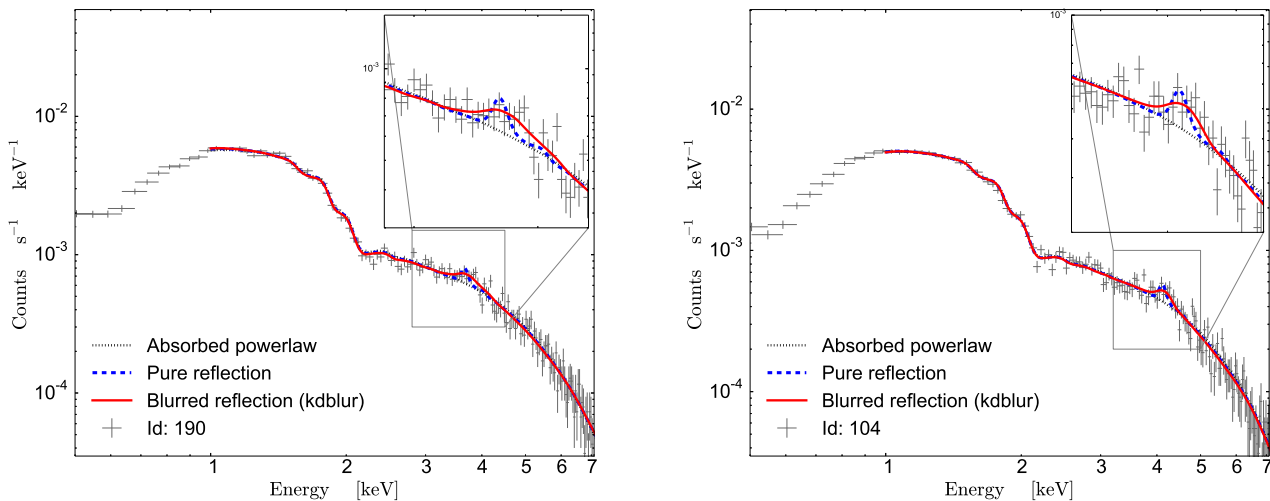 10⁻²
10⁻³
10⁻⁴
Counts s⁻¹ keV⁻¹
10⁻³
Absorbed powerlaw
Pure reflection
Blurred reflection (kdblur)
Id: 190
1 2 3 4 5 6 7
Energy [keV]
10⁻²
10⁻³
10⁻⁴
Counts s⁻¹ keV⁻¹
10⁻³
Absorbed powerlaw
Pure reflection
Blurred reflection (kdblur)
Id: 104
1 2 3 4 5 6 7
Energy [keV]